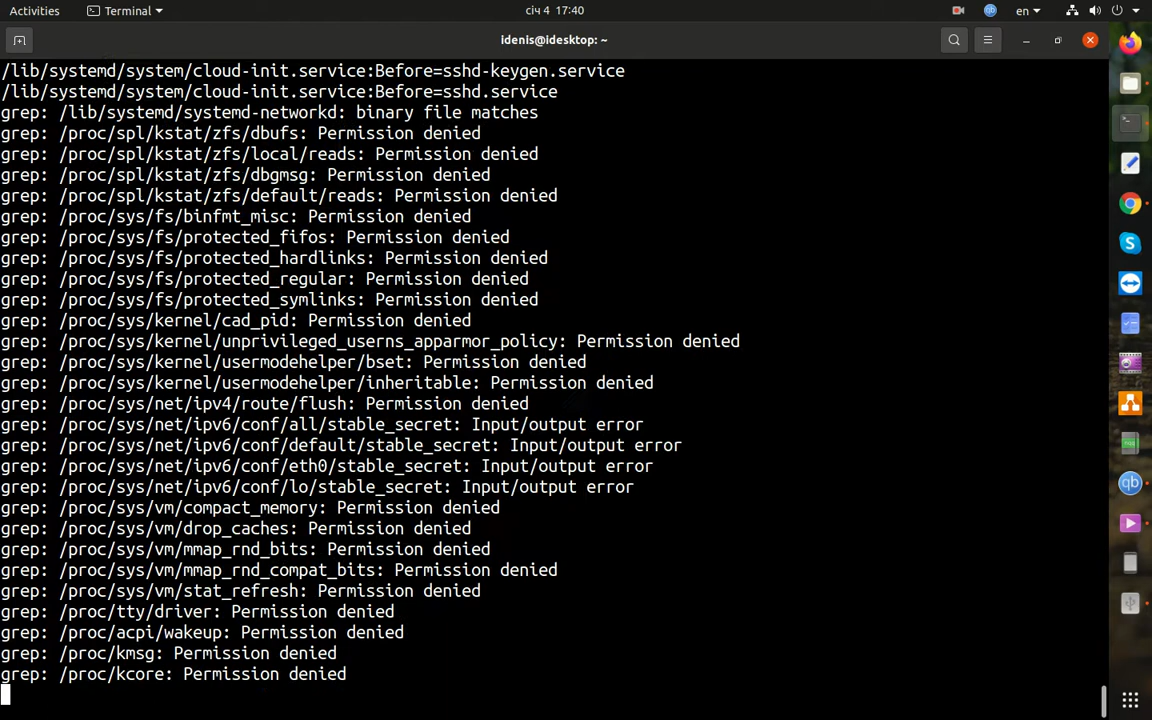 Activities
Terminal
січ 4 17:40
en
idenis@idesktop: ~
/lib/systemd/system/cloud-init.service:Before=sshd-keygen.service
/lib/systemd/system/cloud-init.service:Before=sshd.service
grep: /lib/systemd/systemd-networkd: binary file matches
grep: /proc/spl/kstat/zfs/dbufs: Permission denied
grep: /proc/spl/kstat/zfs/local/reads: Permission denied
grep: /proc/spl/kstat/zfs/dbgmsg: Permission denied
grep: /proc/spl/kstat/zfs/default/reads: Permission denied
grep: /proc/sys/fs/binfmt_misc: Permission denied
grep: /proc/sys/fs/protected_fifos: Permission denied
grep: /proc/sys/fs/protected_hardlinks: Permission denied
grep: /proc/sys/fs/protected_regular: Permission denied
grep: /proc/sys/fs/protected_symlinks: Permission denied
grep: /proc/sys/kernel/cad_pid: Permission denied
grep: /proc/sys/kernel/unprivileged_userns_apparmor_policy: Permission denied
grep: /proc/sys/kernel/usermodehelper/bset: Permission denied
grep: /proc/sys/kernel/usermodehelper/inheritable: Permission denied
grep: /proc/sys/net/ipv4/route/flush: Permission denied
grep: /proc/sys/net/ipv6/conf/all/stable_secret: Input/output error
grep: /proc/sys/net/ipv6/conf/default/stable_secret: Input/output error
grep: /proc/sys/net/ipv6/conf/eth0/stable_secret: Input/output error
grep: /proc/sys/net/ipv6/conf/lo/stable_secret: Input/output error
grep: /proc/sys/vm/compact_memory: Permission denied
grep: /proc/sys/vm/drop_caches: Permission denied
grep: /proc/sys/vm/mmap_rnd_bits: Permission denied
grep: /proc/sys/vm/mmap_rnd_compat_bits: Permission denied
grep: /proc/sys/vm/stat_refresh: Permission denied
grep: /proc/tty/driver: Permission denied
grep: /proc/acpi/wakeup: Permission denied
grep: /proc/kmsg: Permission denied
grep: /proc/kcore: Permission denied